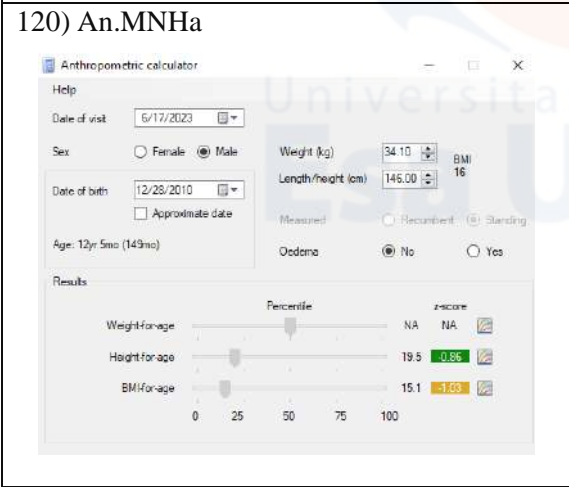 120) An.MNHa
Anthropometric calculator
Help
Date of visit 6/17/2023
Sex Female Male Weight (kg) 34.10 BMI
Length/height (cm) 146.00 16
Date of birth 12/28/2010
Approximate date Measured Recumbent Standing
Age: 12yr 5mo (149mo) Oedema No Yes
Results
Percentile z-score
Weight-for-age NA NA
Height-for-age 19.5 -0.86
BMI-for-age 15.1 -1.03
0 25 50 75 100
Universita
Esa U